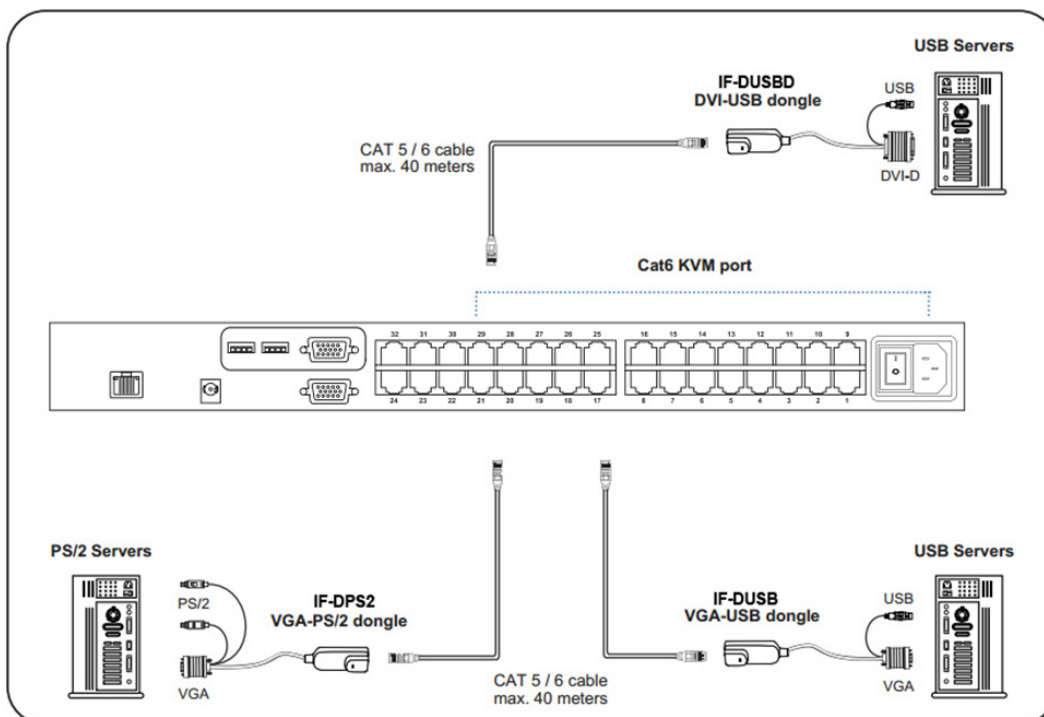 USB Servers
IF-DUSBD
DVI-USB dongle
USB
DVI-D
CAT 5 / 6 cable
max. 40 meters
Cat6 KVM port
32 31 30 29 28 27 26 25 16 15 14 13 12 11 10 9
24 23 22 21 20 19 18 17 8 7 6 5 4 3 2 1
PS/2 Servers
PS/2
VGA
IF-DPS2
VGA-PS/2 dongle
CAT 5 / 6 cable
max. 40 meters
IF-DUSB
VGA-USB dongle
USB Servers
USB
VGA